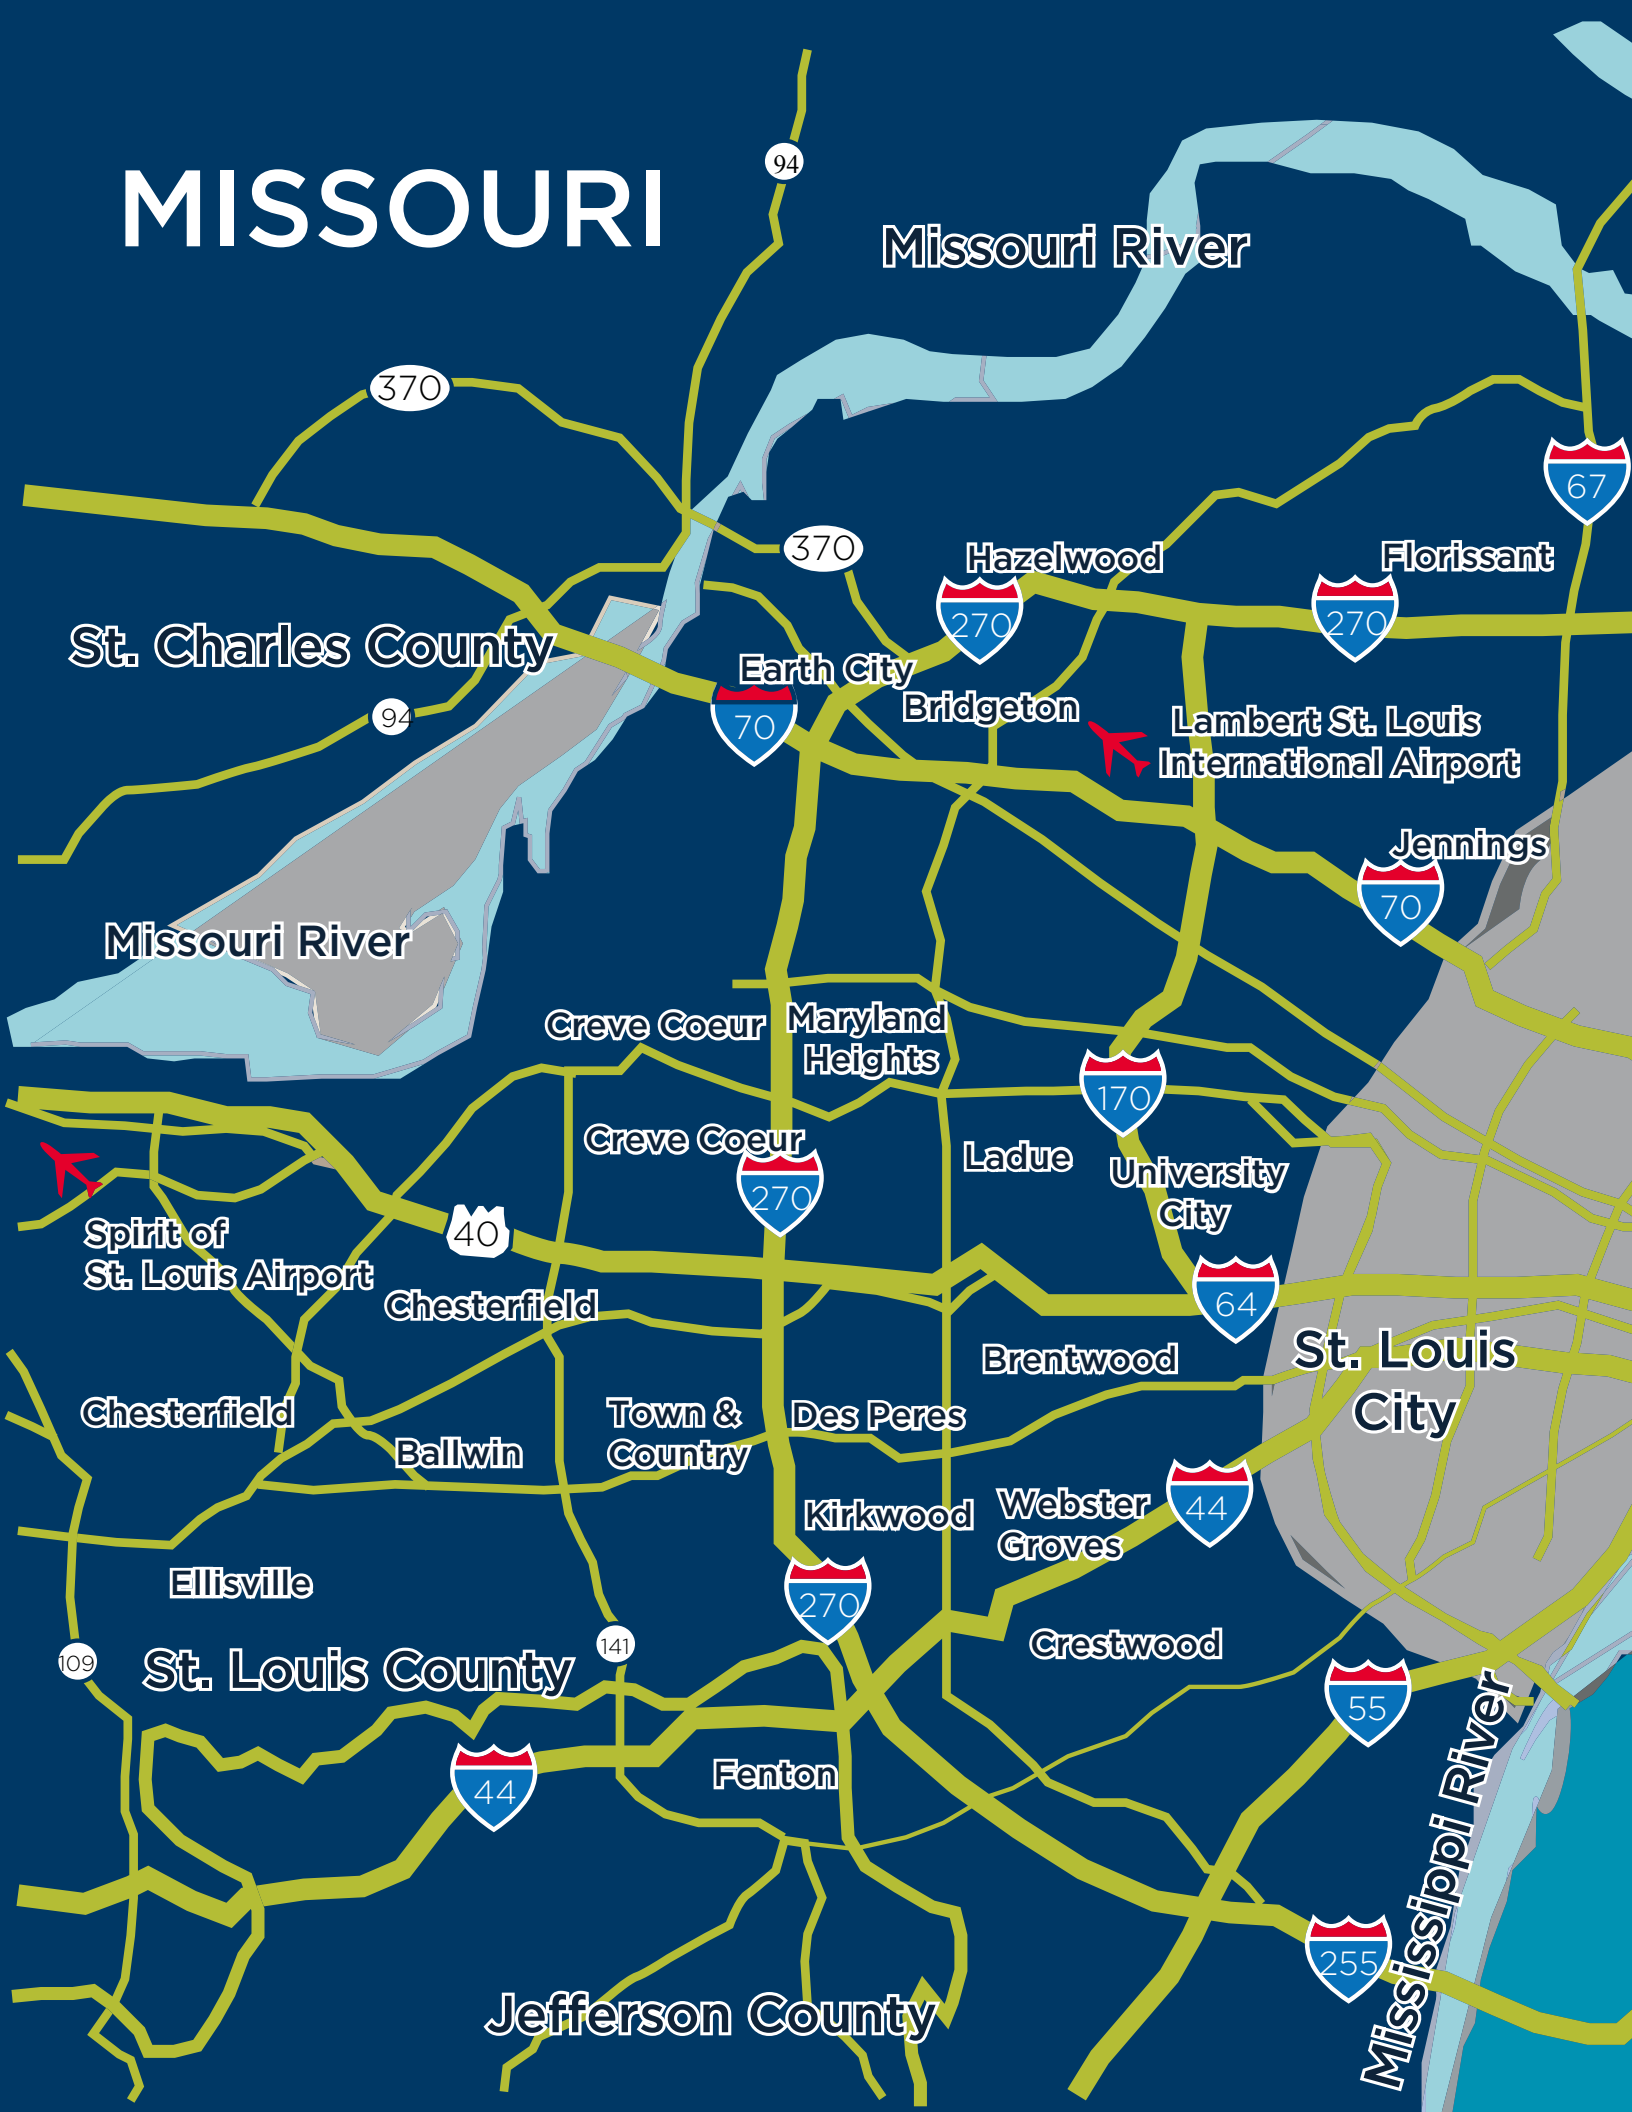 94
MISSOURI
Missouri River
370
67
370
Hazelwood
Florissant
270
270
St. Charles County
Earth City
Bridgeton
94
70
Lambert St. Louis
International Airport
Jennings
70
Missouri River
Creve Coeur
Maryland
Heights
170
Creve Coeur
Ladue
University
City
270
Spirit of
St. Louis Airport
40
Chesterfield
64
St. Louis
City
Brentwood
Chesterfield
Town &
Country
Des Peres
Ballwin
Kirkwood
Webster
Groves
44
Ellisville
270
109
St. Louis County
141
Crestwood
55
Fenton
44
Mississippi River
255
Jefferson County